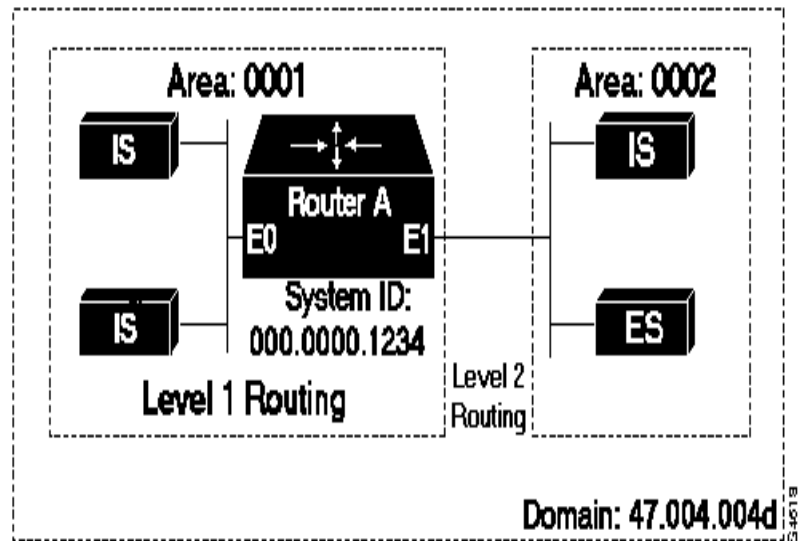 Area: 0001
Area: 0002
IS
IS
Router A
E0
E1
IS
ES
System ID:
000.0000.1234
Level 1 Routing
Level 2
Routing
Domain: 47.004.004d